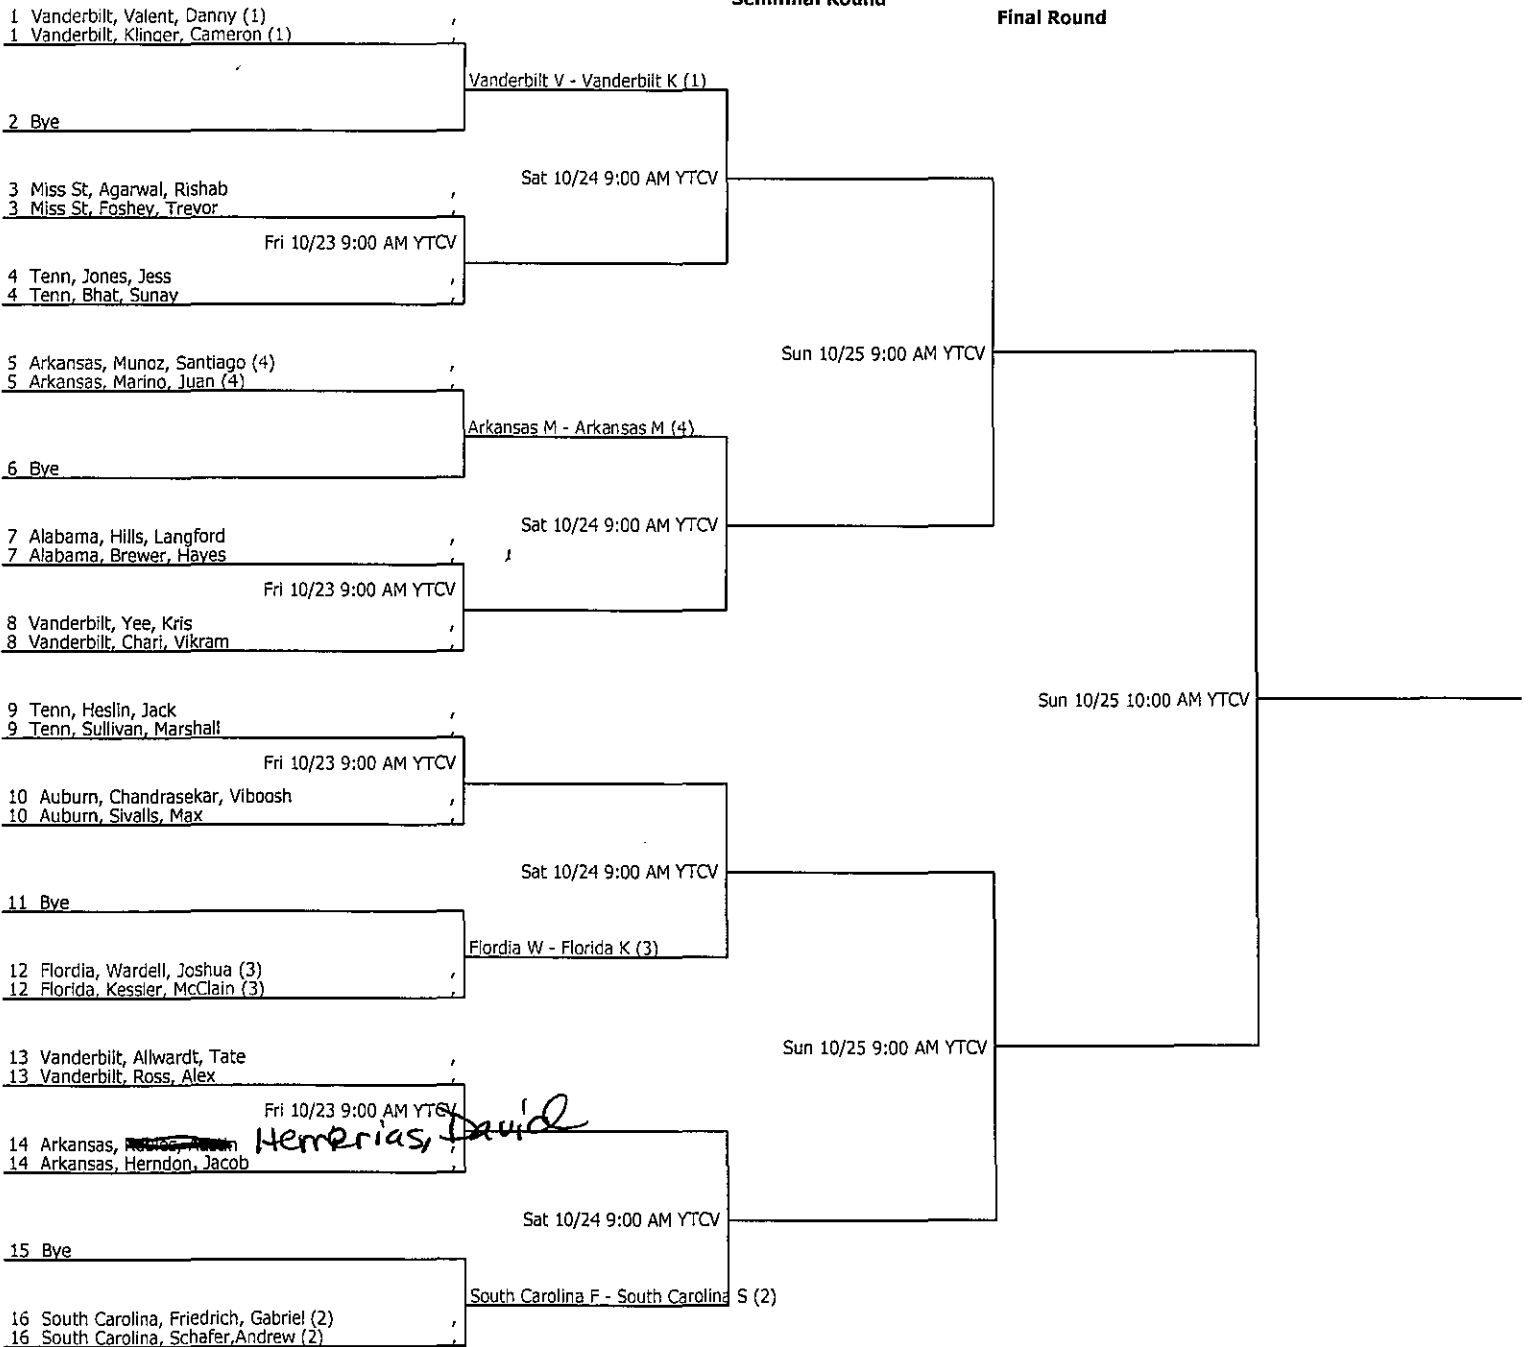 Semifinal Round
Final Round
1 Vanderbilt, Valent, Danny (1)
1 Vanderbilt, Klinger, Cameron (1)
Vanderbilt V - Vanderbilt K (1)
2 Bye
Sat 10/24 9:00 AM YTCV
3 Miss St, Agarwal, Rishab
3 Miss St, Foshey, Trevor
Fri 10/23 9:00 AM YTCV
4 Tenn, Jones, Jess
4 Tenn, Bhat, Sunay
Sun 10/25 9:00 AM YTCV
5 Arkansas, Munoz, Santiago (4)
5 Arkansas, Marino, Juan (4)
Arkansas M - Arkansas M (4)
6 Bye
Sat 10/24 9:00 AM YTCV
7 Alabama, Hills, Langford
7 Alabama, Brewer, Hayes
Fri 10/23 9:00 AM YTCV
8 Vanderbilt, Yee, Kris
8 Vanderbilt, Chari, Vikram
Sun 10/25 10:00 AM YTCV
9 Tenn, Heslin, Jack
9 Tenn, Sullivan, Marshall
Fri 10/23 9:00 AM YTCV
10 Auburn, Chandrasekar, Viboosh
10 Auburn, Sivalls, Max
Sat 10/24 9:00 AM YTCV
11 Bye
Flordia W - Florida K (3)
12 Flordia, Wardell, Joshua (3)
12 Florida, Kessler, McClain (3)
Sun 10/25 9:00 AM YTCV
13 Vanderbilt, Allwardt, Tate
13 Vanderbilt, Ross, Alex
Fri 10/23 9:00 AM YTCV
14 Arkansas, David
14 Arkansas, Herndon, Jacob
Sat 10/24 9:00 AM YTCV
15 Bye
South Carolina F - South Carolina S (2)
16 South Carolina, Friedrich, Gabriel (2)
16 South Carolina, Schafer,Andrew (2)